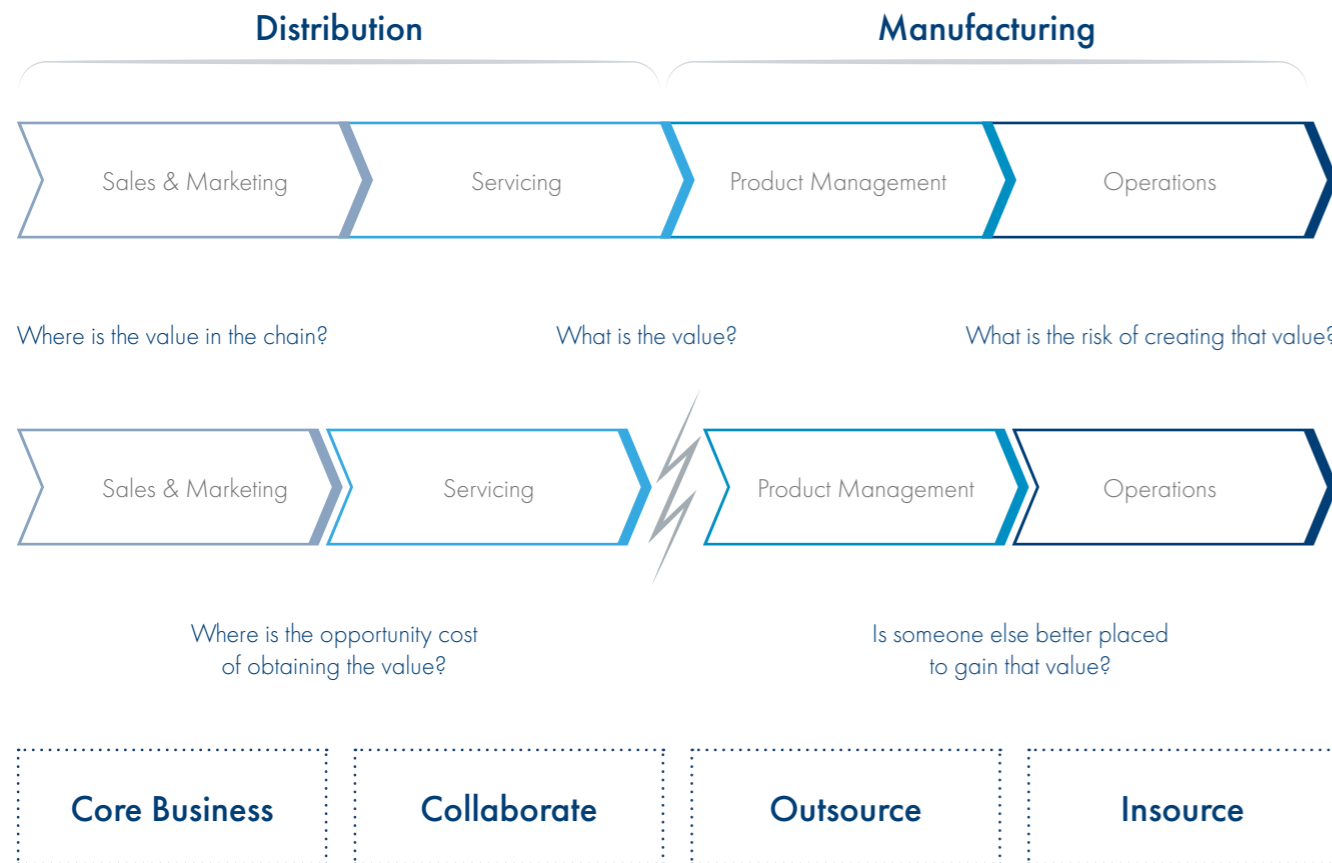 Distribution
Manufacturing
Sales & Marketing
Servicing
Product Management
Operations
Where is the value in the chain?
What is the value?
What is the risk of creating that value?
Sales & Marketing
Servicing
Product Management
Operations
Where is the opportunity cost
of obtaining the value?
Is someone else better placed
to gain that value?
Core Business
Collaborate
Outsource
Insource